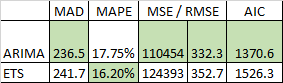 MAD MAPE MSE / RMSE AIC
ARIMA 236.5 17.75% 110454 332.3 1370.6
ETS 241.7 16.20% 124393 352.7 1526.3